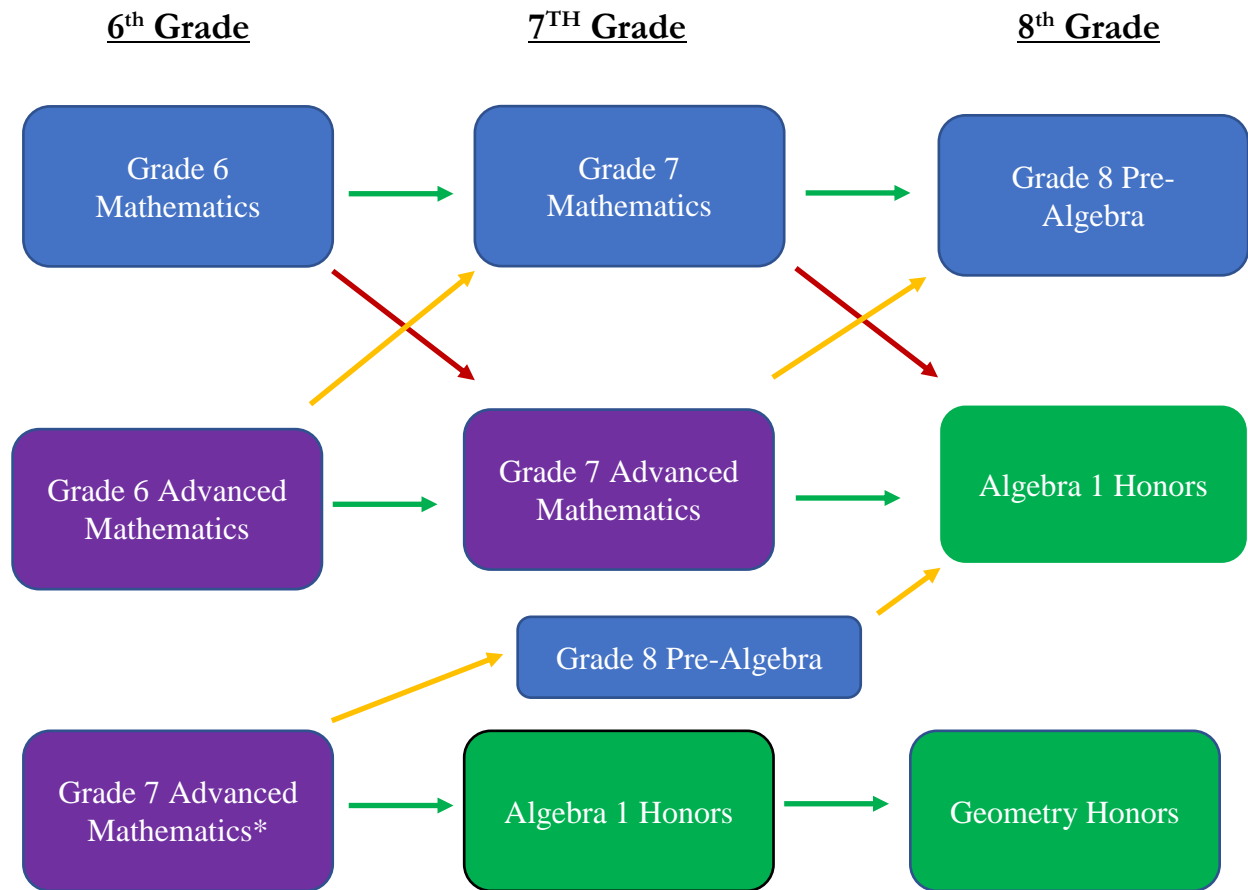 6th Grade
7TH Grade
8th Grade
Grade 6
Mathematics
Grade 7
Mathematics
Grade 8 Pre-
Algebra
Grade 6 Advanced
Mathematics
Grade 7 Advanced
Mathematics
Algebra 1 Honors
Grade 8 Pre-Algebra
Grade 7 Advanced
Mathematics*
Algebra 1 Honors
Geometry Honors